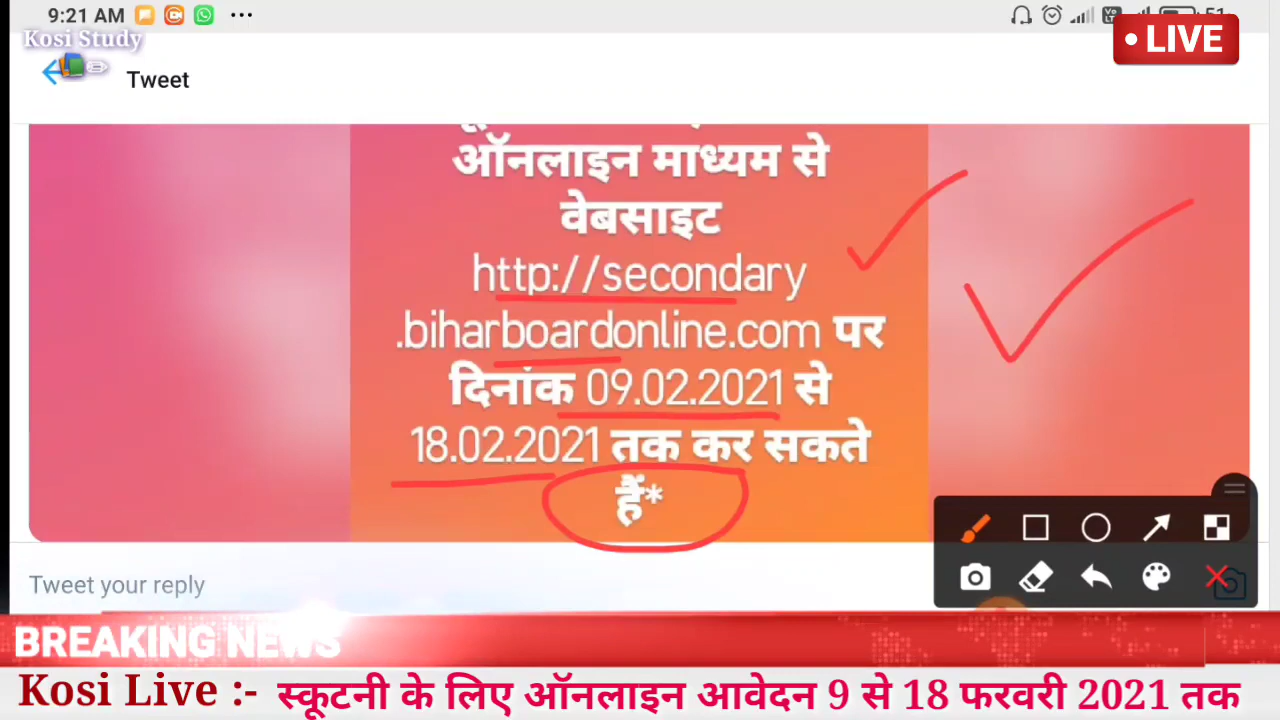 9:21 AM
51
Kosi Study
LIVE
Tweet
ऑनलाइन माध्यम से
वेबसाइट
http://secondary
.biharboardonline.com पर
दिनांक 09.02.2021 से
18.02.2021 तक कर सकते
हैं*
Tweet your reply
BREAKING NEWS
Kosi Live :- स्कूटनी के लिए ऑनलाइन आवेदन 9 से 18 फरवरी 2021 तक